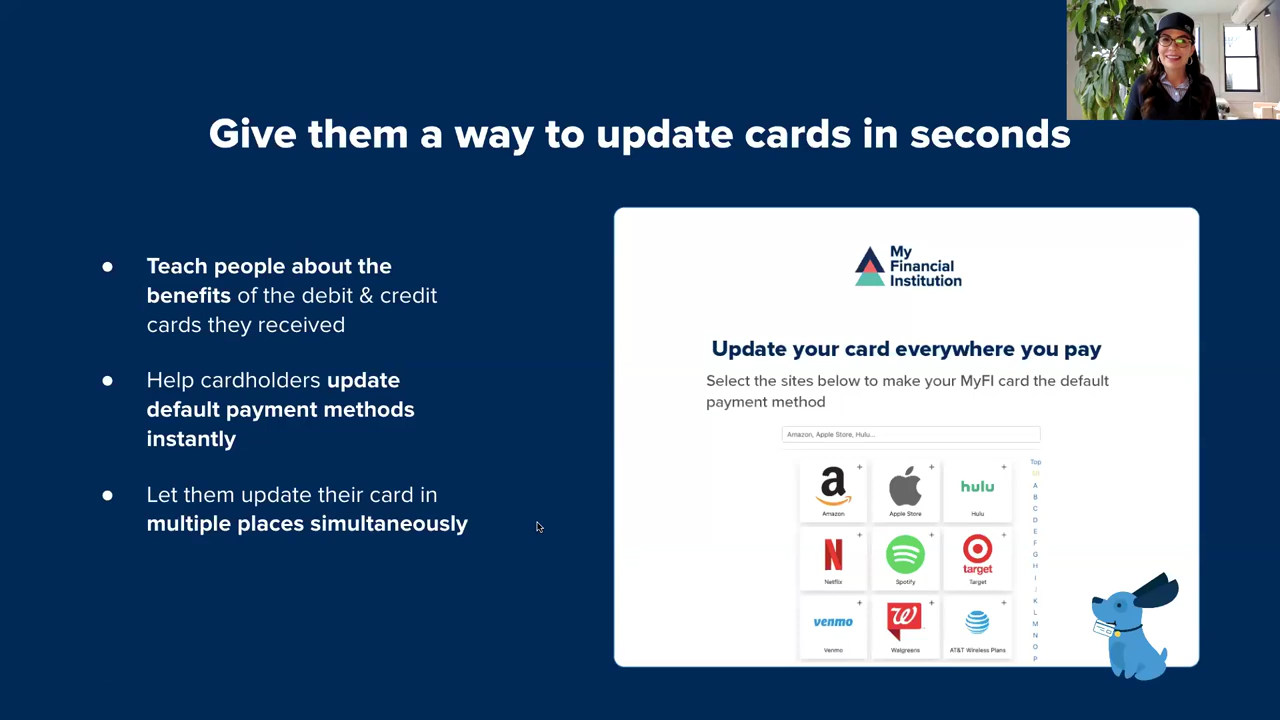 Give them a way to update cards in seconds
● Teach people about the
benefits of the debit & credit
cards they received
● Help cardholders update
default payment methods
instantly
● Let them update their card in
multiple places simultaneously
My
Financial
Institution
Update your card everywhere you pay
Select the sites below to make your MyFI card the default
payment method
Amazon, Apple Store, Hulu...
a
+
Amazon
+
Apple Store
hulu
+
Hulu
N
+
Netflix
+
Spotify
target
+
Target
venmo
+
Venmo
W
+
Walgreens
AT&T
+
AT&T Wireless Plans
Top
A
B
C
D
E
F
G
H
I
J
K
L
M
N
O
P